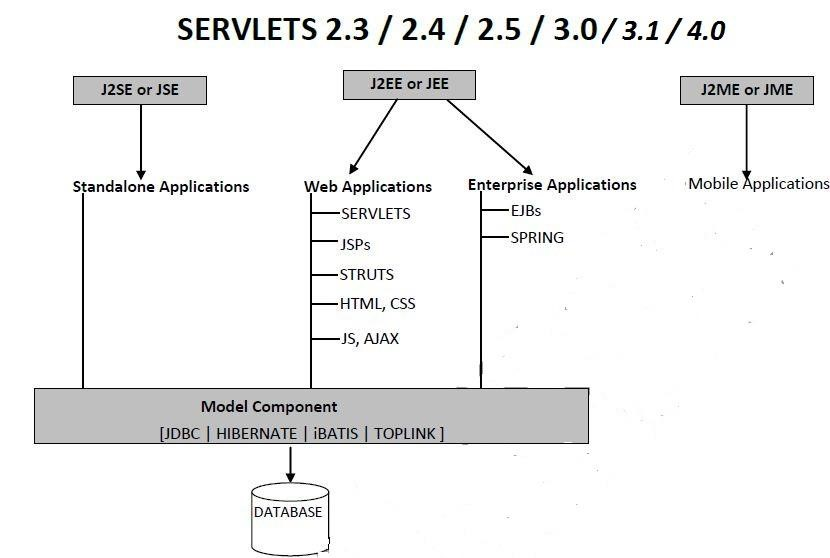 SERVLETS 2.3 / 2.4 / 2.5 / 3.0 / 3.1 / 4.0
J2SE or JSE
J2EE or JEE
J2ME or JME
Standalone Applications
Web Applications
Enterprise Applications
Mobile Applications
SERVLETS
JSPs
STRUTS
HTML, CSS
JS, AJAX
EJBs
SPRING
Model Component
[JDBC | HIBERNATE | iBATIS | TOPLINK ]
DATABASE